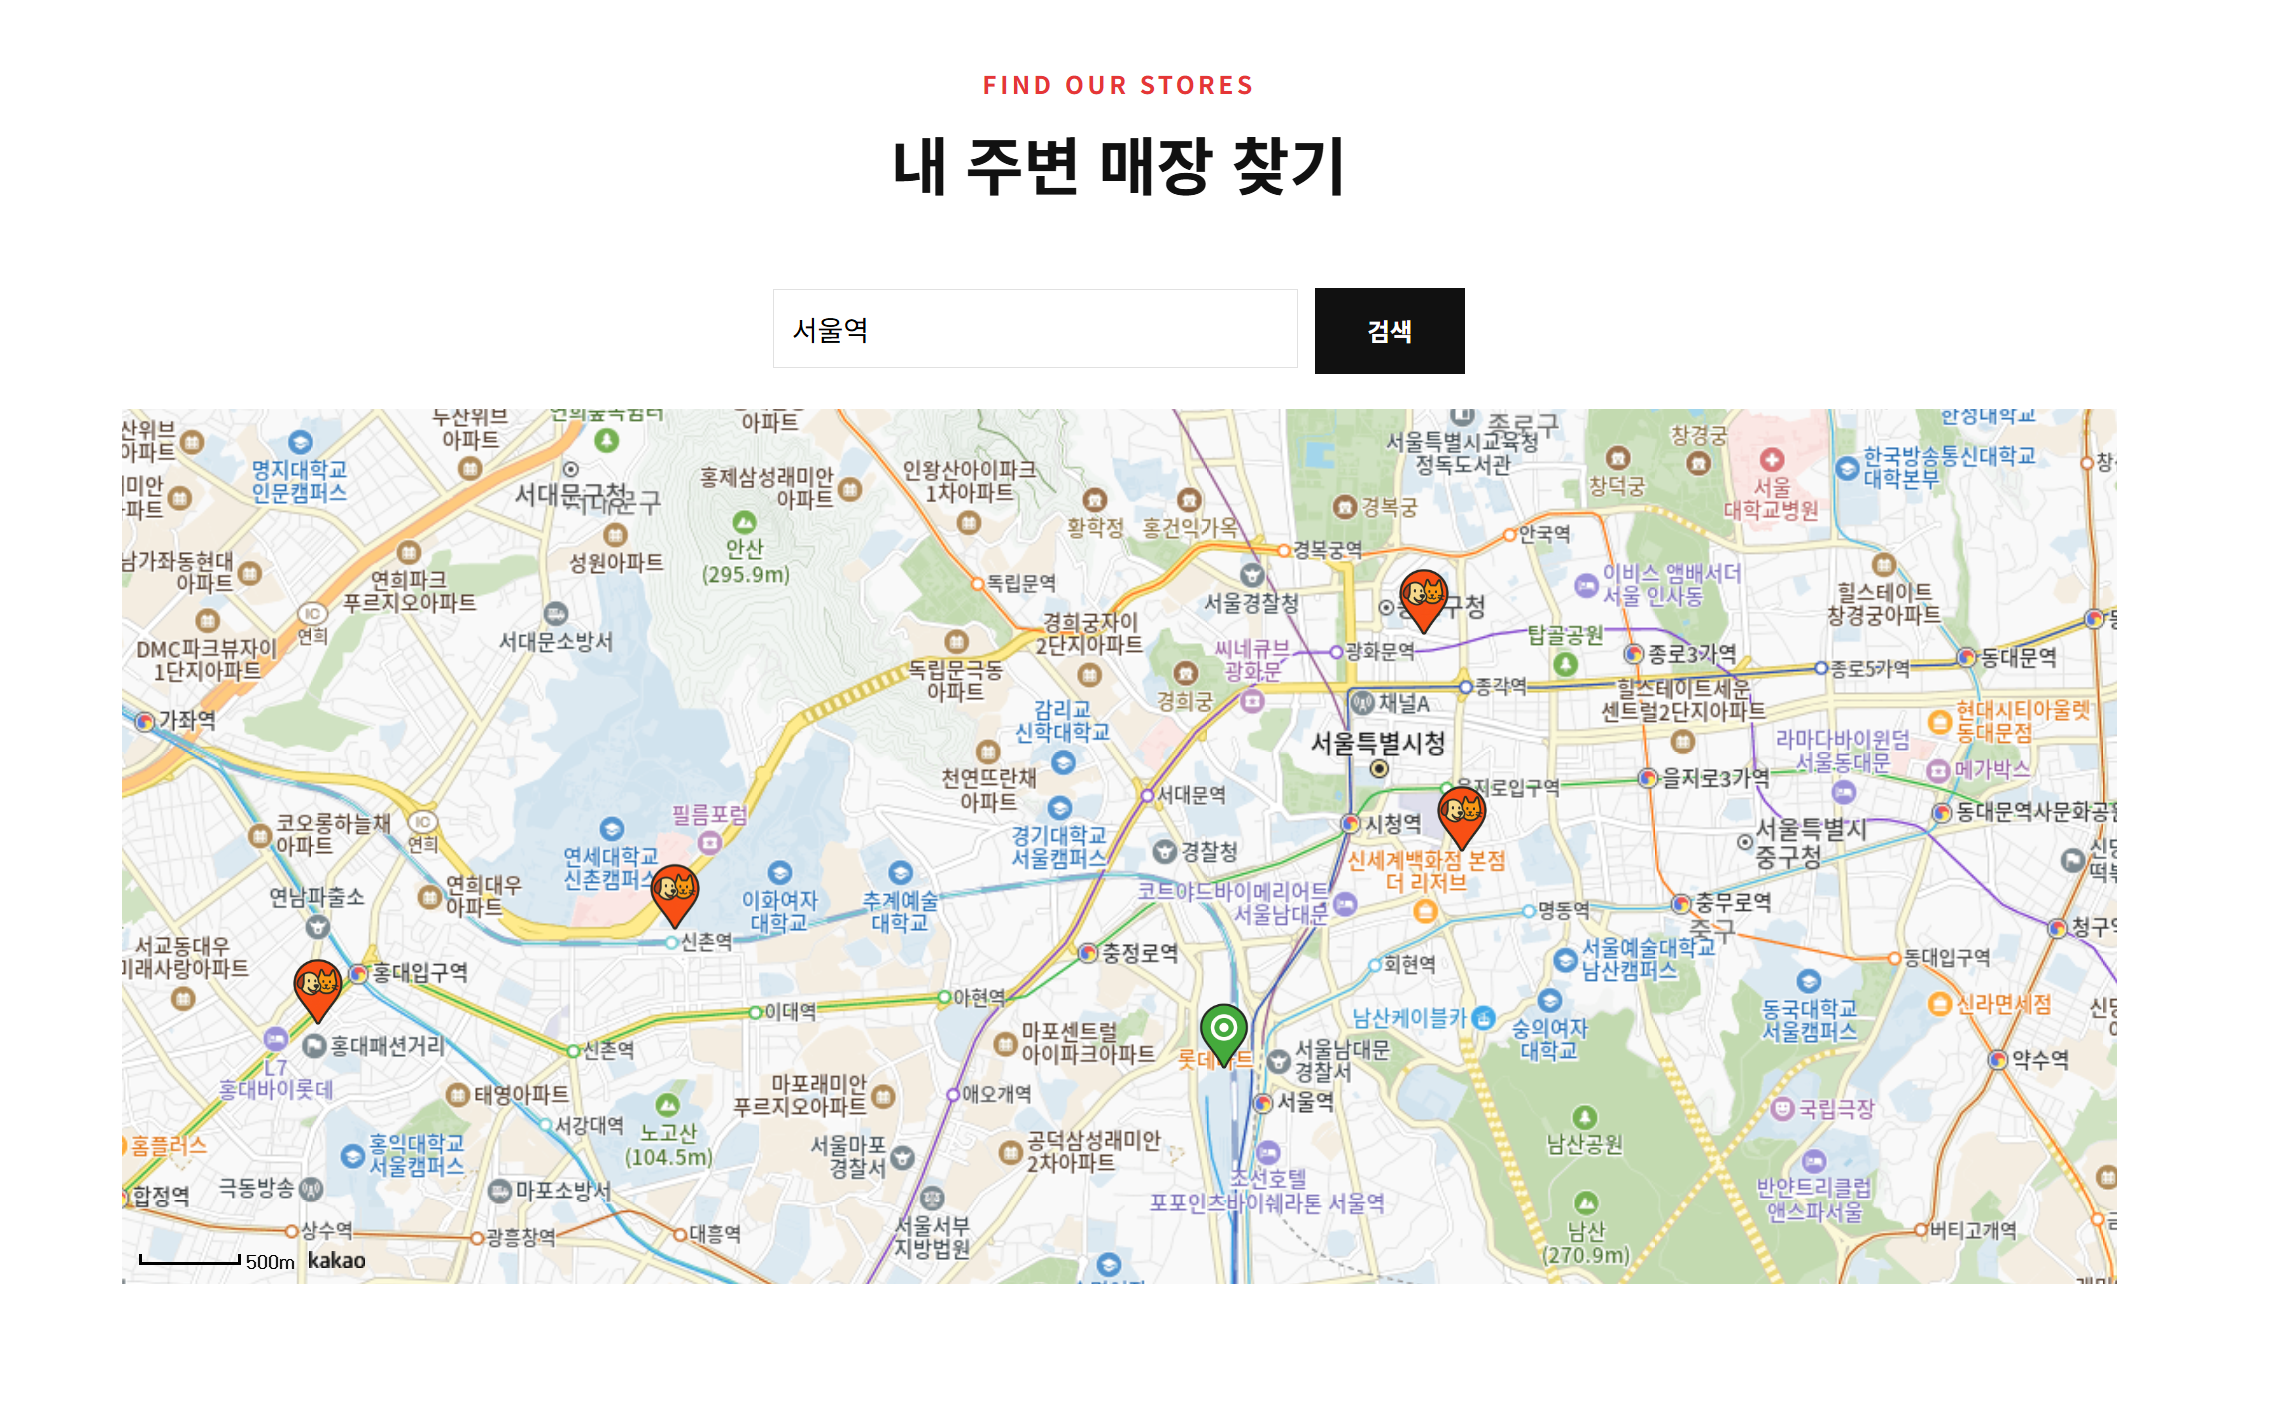 FIND OUR STORES
내 주변 매장 찾기
서울역
검색
두산위브
아파트
명지대학교
인문캠퍼스
서대문구청
성원아파트
홍제삼성래미안
아파트
아파트
안산
(295.9m)
인왕산아이파크
1차아파트
황학정
홍건익가옥
경복궁
종로구
서울특별시교육청
정독도서관
창덕궁
창경궁
서울
대학교병원
한성대학교
한국방송통신대학교
대학본부
남가좌동현대
아파트
연희파크
푸르지오아파트
IC
연희
DMC파크뷰자이
1단지아파트
서대문소방서
독립문역
경복궁역
안국역
서울경찰청
이비스 앰배서더
서울 인사동
힐스테이트
창경궁아파트
경희궁자이
2단지아파트
독립문극동
아파트
씨네큐브
광화문
광화문역
탑골공원
종로3가역
종로5가역
동대문역
경희궁
채널A
종각역
힐스테이트세운
센트럴2단지아파트
감리교
신학대학교
서울특별시청
현대시티아울렛
동대문점
라마다바이윈덤
서울동대문
메가박스
가좌역
천연뜨란채
아파트
서대문역
을지로입구역
을지로3가역
코오롱하늘채
아파트
IC
연희
필름포럼
연세대학교
신촌캠퍼스
경기대학교
서울캠퍼스
경찰청
시청역
신세계백화점 본점
더 리저브
서울특별시
중구청
연희대우
아파트
연남파출소
이화여자
대학교
추계예술
대학교
코트야드바이메리어트
서울남대문
명동역
충무로역
중구
서교동대우
미래사랑아파트
홍대입구역
신촌역
충정로역
회현역
서울예술대학교
남산캠퍼스
동대입구역
이대역
아현역
남산케이블카
숭의여자
대학교
동국대학교
서울캠퍼스
신라면세점
L7
홍대바이롯데
홍대패션거리
신촌역
마포센트럴
아이파크아파트
롯데마트
서울남대문
경찰서
약수역
태영아파트
마포래미안
푸르지오아파트
애오개역
서울역
국립극장
홍플러스
홍익대학교
서울캠퍼스
서강대역
노고산
(104.5m)
서울마포
경찰서
공덕삼성래미안
2차아파트
남산공원
합정역
극동방송
마포소방서
조선호텔
포포인츠바이쉐라톤 서울역
반얀트리클럽
앤스파서울
상수역
광흥창역
대흥역
서울서부
지방법원
남산
(270.9m)
버티고개역
500m
kakao